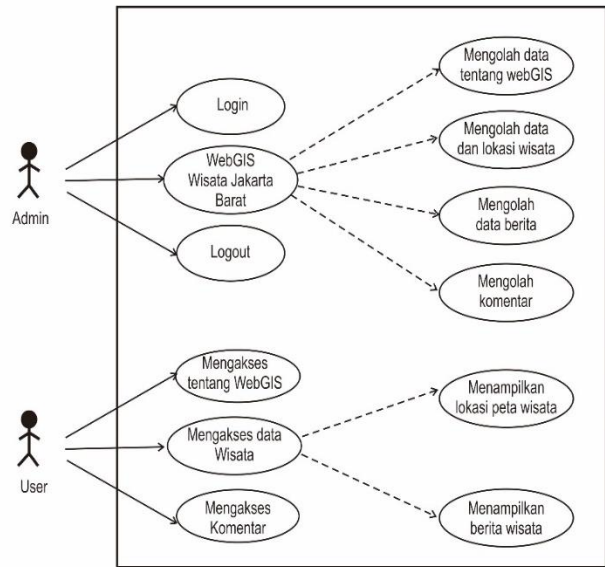 Login
WebGIS
Wisata Jakarta
Barat
Logout
Admin
Mengolah data
tentang webGIS
Mengolah data
dan lokasi wisata
Mengolah
data berita
Mengolah
komentar
Mengakses
tentang WebGIS
Mengakses data
Wisata
Mengakses
Komentar
User
Menampilkan
lokasi peta wisata
Menampilkan
berita wisata